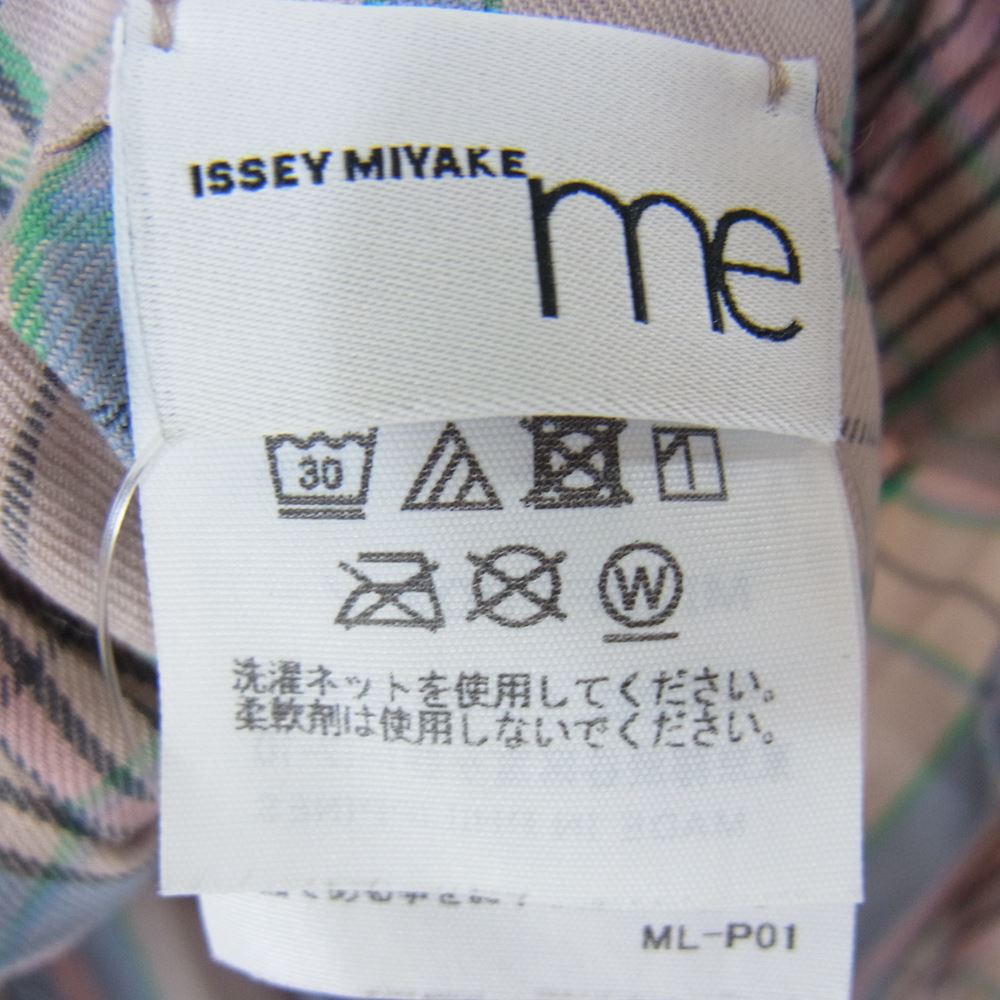 ISSEY MIYAKE me
30
W
洗濯ネットを使用してください。
柔軟剤は使用しないでください。
ML-P01